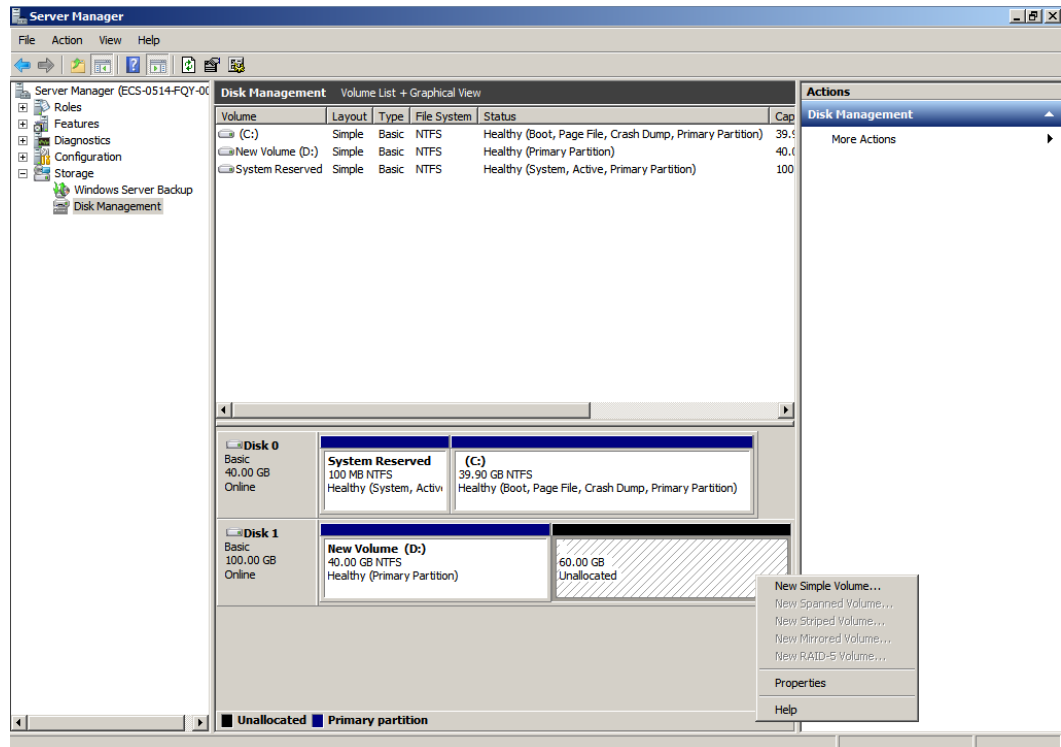 Server Manager
File Action View Help
Server Manager (ECS-0514-FQY-00
Roles
Features
Diagnostics
Configuration
Storage
Windows Server Backup
Disk Management
Disk Management Volume List + Graphical View
Volume Layout Type File System Status Cap
(C:) Simple Basic NTFS Healthy (Boot, Page File, Crash Dump, Primary Partition) 39.9
New Volume (D:) Simple Basic NTFS Healthy (Primary Partition) 40.0
System Reserved Simple Basic NTFS Healthy (System, Active, Primary Partition) 100
Disk 0
Basic
40.00 GB
Online
System Reserved
100 MB NTFS
Healthy (System, Active
(C:)
39.90 GB NTFS
Healthy (Boot, Page File, Crash Dump, Primary Partition)
Disk 1
Basic
100.00 GB
Online
New Volume (D:)
40.00 GB NTFS
Healthy (Primary Partition)
60.00 GB
Unallocated
Unallocated Primary partition
Actions
Disk Management
More Actions
New Simple Volume...
New Spanned Volume...
New Striped Volume...
New Mirrored Volume...
New RAID-5 Volume...
Properties
Help